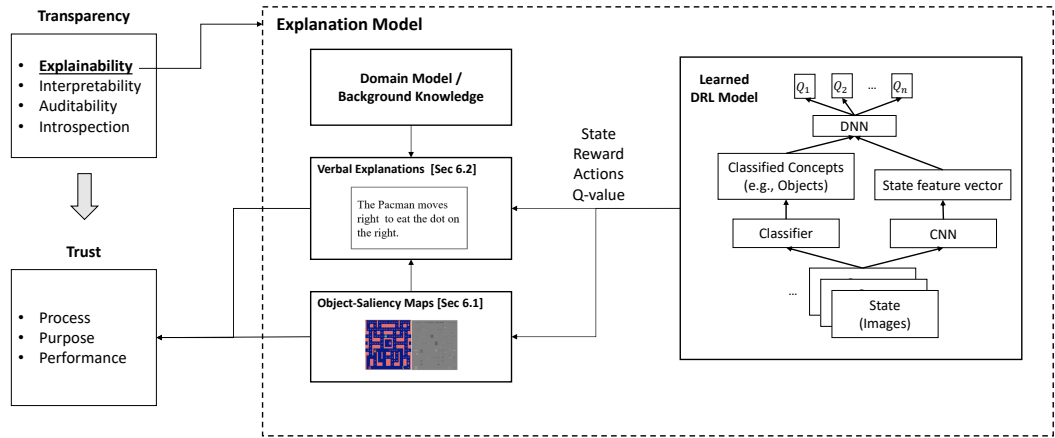 Transparency
• Explainability
• Interpretability
• Auditability
• Introspection
Trust
• Process
• Purpose
• Performance
Explanation Model
Domain Model /
Background Knowledge
Verbal Explanations [Sec 6.2]
The Pacman moves
right to eat the dot on
the right.
Object-Saliency Maps [Sec 6.1]
State
Reward
Actions
Q-value
Learned
DRL Model
Q1 Q2 ... Qn
DNN
Classified Concepts
(e.g., Objects)
State feature vector
Classifier
CNN
...
State
(Images)